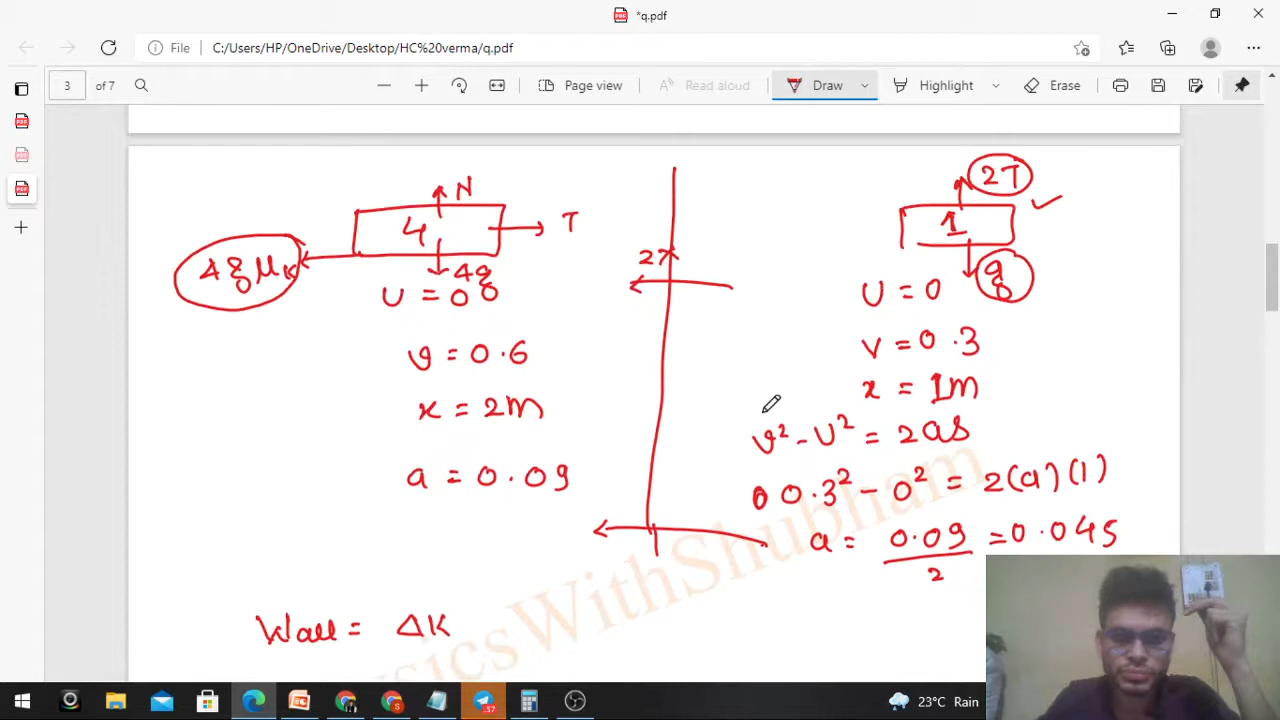 *q.pdf
File C:/Users/HP/OneDrive/Desktop/HC%20verma/q.pdf
3 of 7 Page view Read aloud Draw Highlight Erase
N
4
T
4gμK
4g
U = 0
v = 0.6
x = 2m
a = 0.09
2x
2T
1
g
U = 0
v = 0.3
x = 1m
v² - U² = 2as
0.3² - 0² = 2(a)(1)
a = 0.09/2 = 0.045
Wall = ΔK
sicsWithShubham
23°C Rain